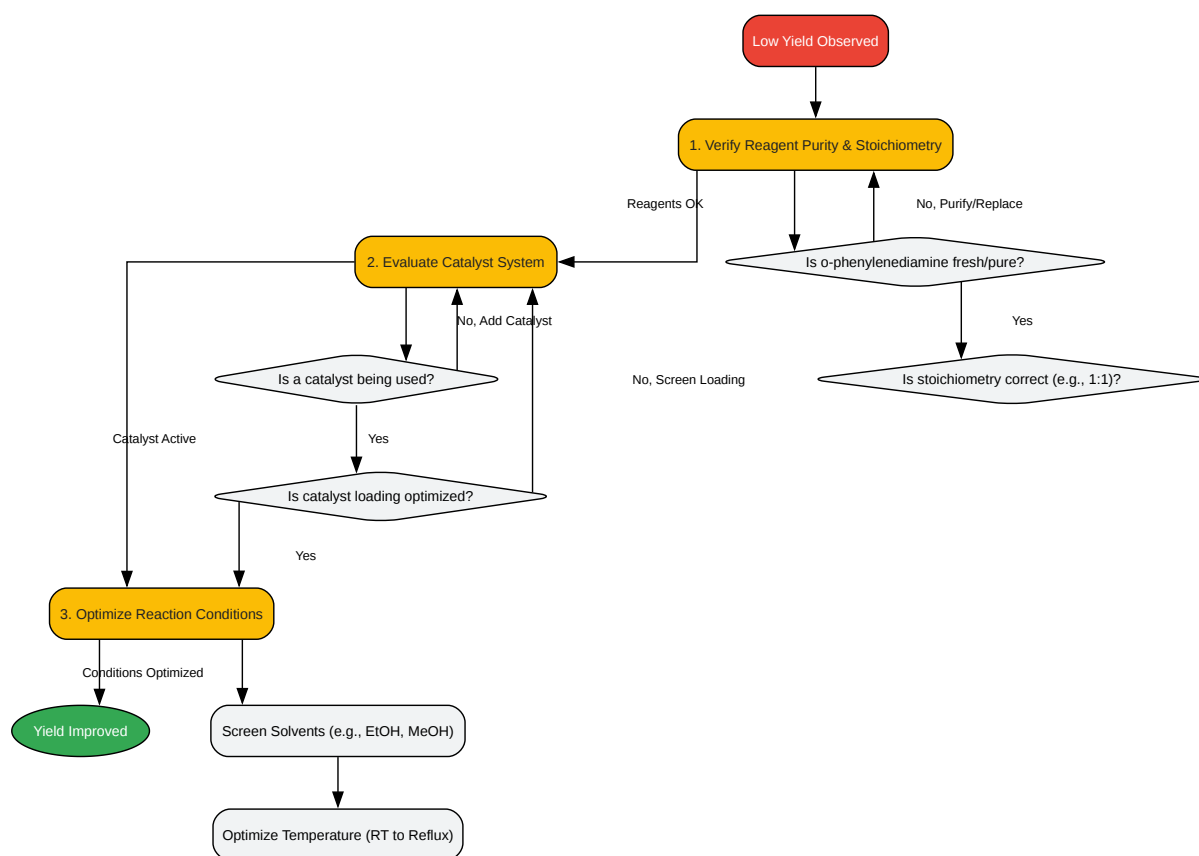 Low Yield Observed
1. Verify Reagent Purity & Stoichiometry
Reagents OK
No, Purify/Replace
2. Evaluate Catalyst System
Is o-phenylenediamine fresh/pure?
No, Add Catalyst
Yes
Is a catalyst being used?
No, Screen Loading
Is stoichiometry correct (e.g., 1:1)?
Catalyst Active
Yes
Is catalyst loading optimized?
Yes
3. Optimize Reaction Conditions
Conditions Optimized
Yield Improved
Screen Solvents (e.g., EtOH, MeOH)
Optimize Temperature (RT to Reflux)